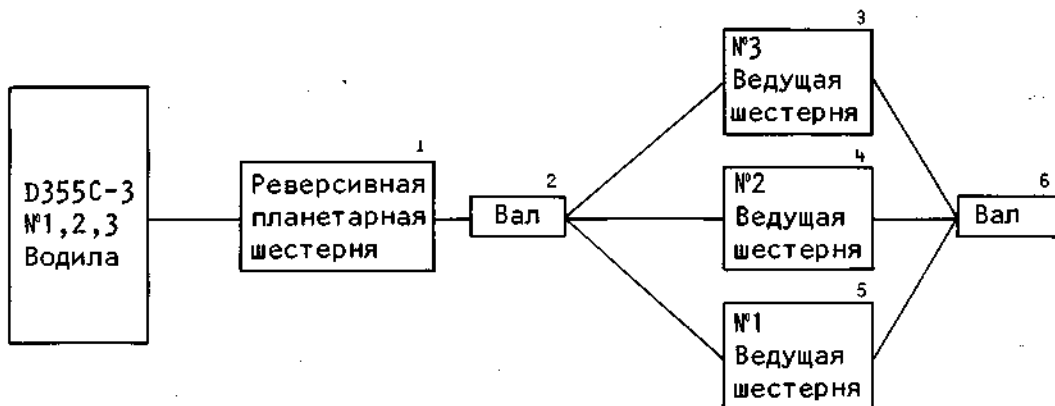 D355C-3
№1,2,3
Водила
1
Реверсивная
планетарная
шестерня
2
Вал
3
№3
Ведущая
шестерня
4
№2
Ведущая
шестерня
5
№1
Ведущая
шестерня
6
Вал